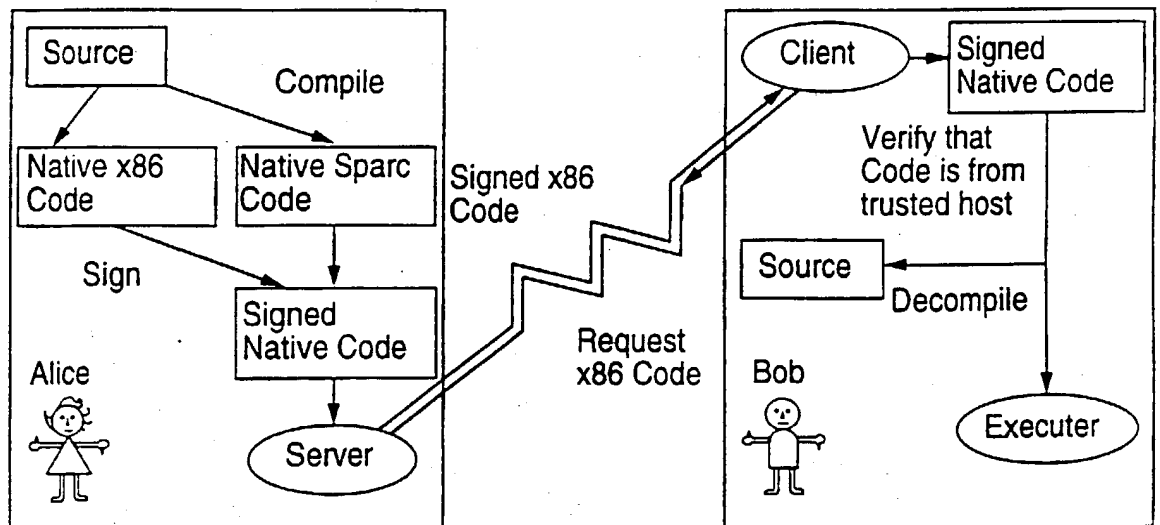 Source
Compile
Native x86
Code
Native Sparc
Code
Sign
Signed
Native Code
Alice
Server
Signed x86
Code
Request
x86 Code
Client
Signed
Native Code
Verify that
Code is from
trusted host
Source
Decompile
Bob
Executer